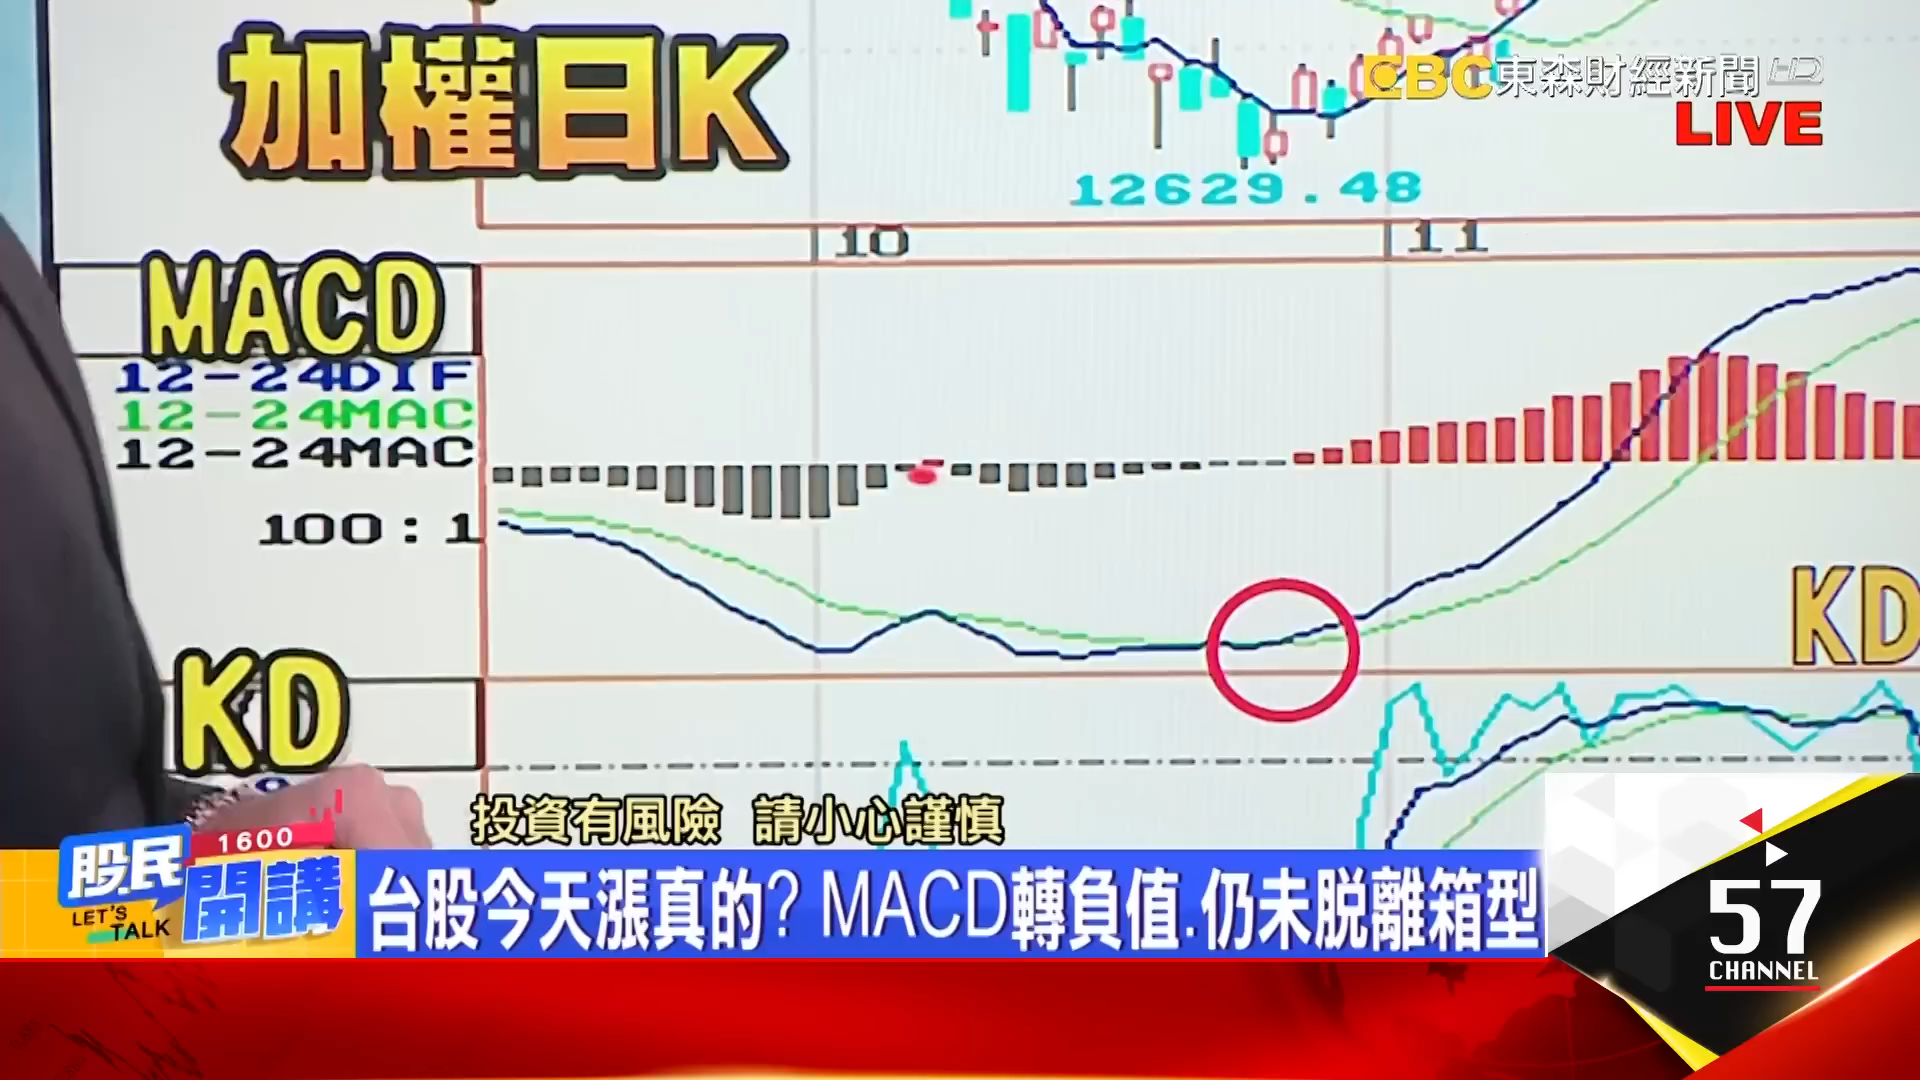 加權日K
EBC東森財經新聞HD
LIVE
12629.48
10
11
MACD
12-24DIF
12-24MAC
12-24MAC
100:1
KD
KD
投資有風險 請小心謹慎
1600
股民
開講
LET'S
TALK
台股今天漲真的?MACD轉負值.仍未脫離箱型
57
CHANNEL